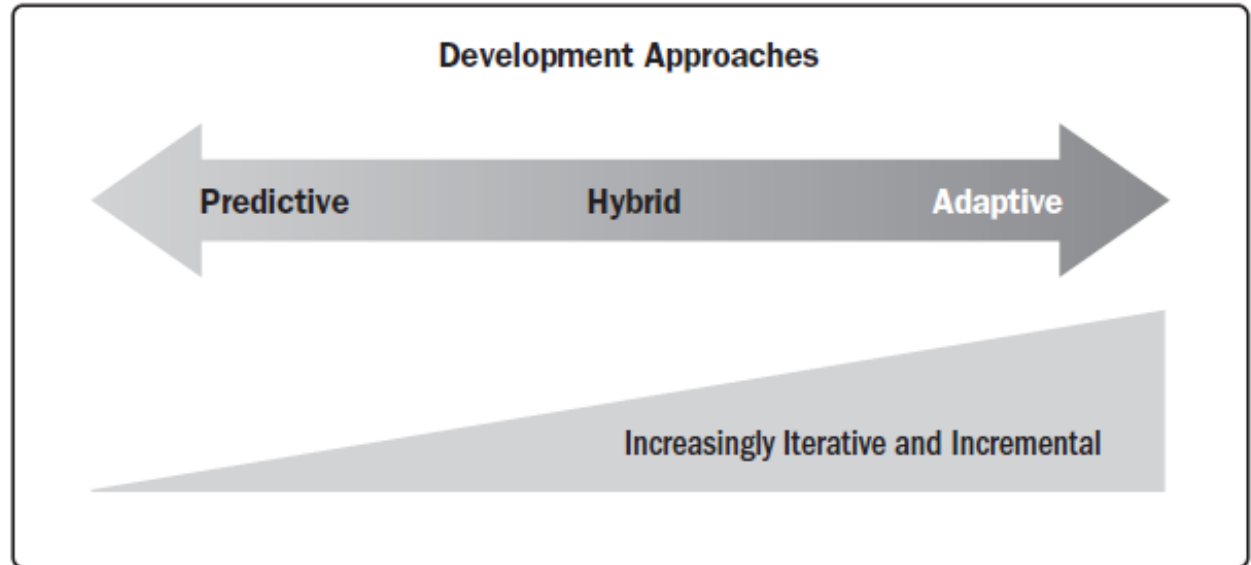 Development Approaches
Predictive Hybrid Adaptive
Increasingly Iterative and Incremental